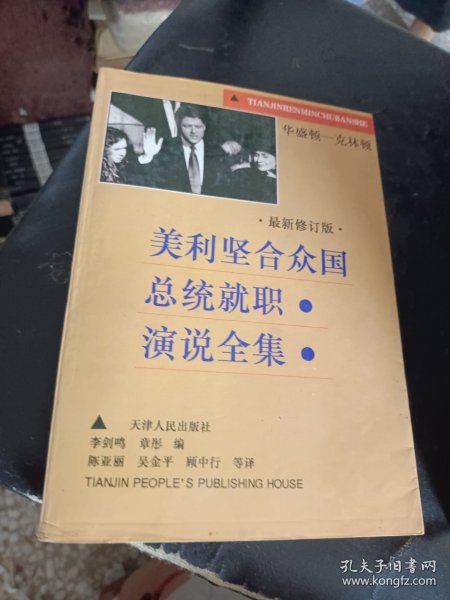 TIANJINRENMINCHUBANSHE
华盛顿—克林顿
·最新修订版·
美利坚合众国
总统就职●
演说全集●
天津人民出版社
李剑鸣 章彤 编
陈亚丽 吴金平 顾中行 等译
TIANJIN PEOPLE'S PUBLISHING HOUSE
孔夫子旧书网
www.kongfz.com